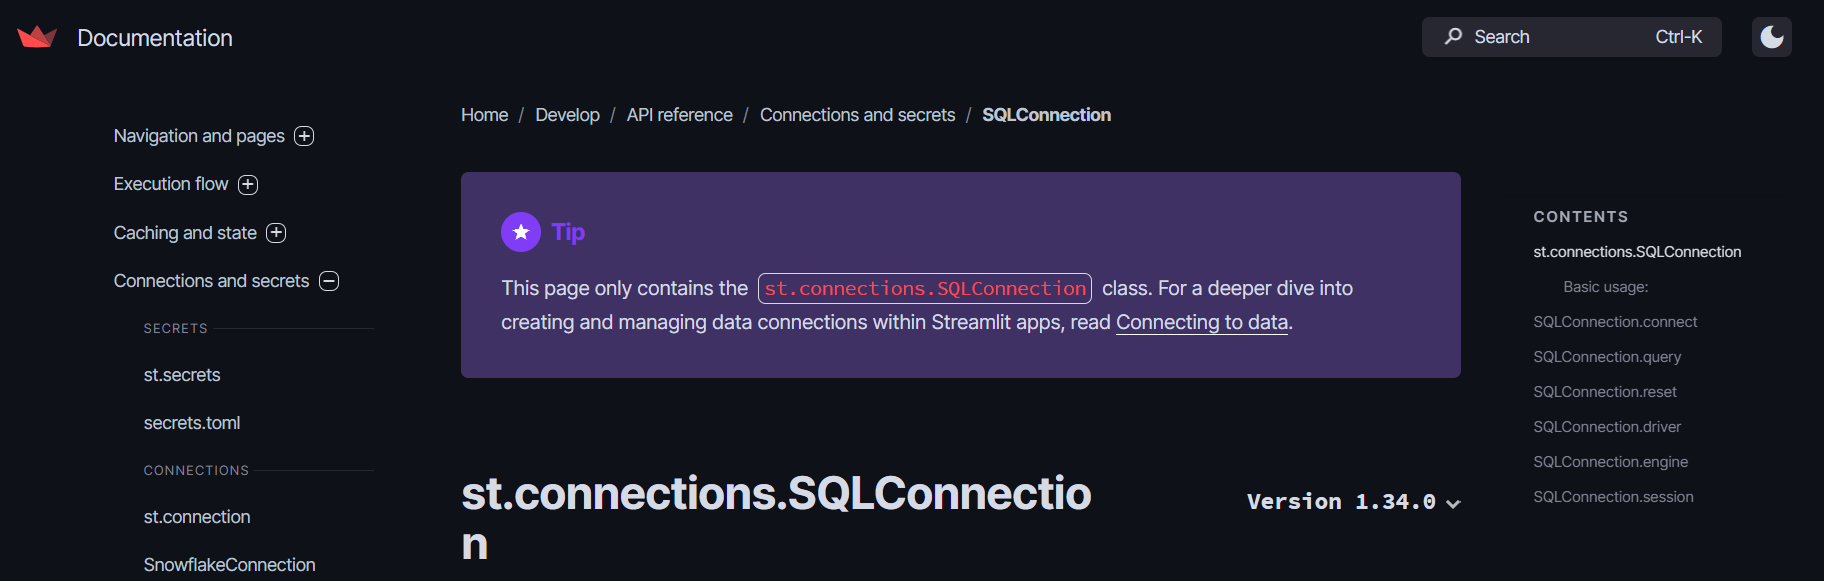 Documentation
Search Ctrl-K
Navigation and pages
Execution flow
Caching and state
Connections and secrets
SECRETS
st.secrets
secrets.toml
CONNECTIONS
st.connection
SnowflakeConnection
Home / Develop / API reference / Connections and secrets / SQLConnection
Tip
This page only contains the st.connections.SQLConnection class. For a deeper dive into
creating and managing data connections within Streamlit apps, read Connecting to data.
st.connections.SQLConnectio
n
Version 1.34.0
CONTENTS
st.connections.SQLConnection
Basic usage:
SQLConnection.connect
SQLConnection.query
SQLConnection.reset
SQLConnection.driver
SQLConnection.engine
SQLConnection.session